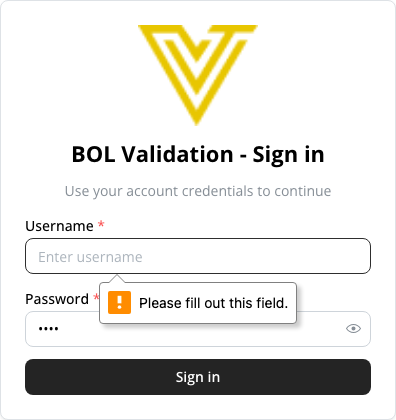 BOL Validation - Sign in
Use your account credentials to continue
Username *
Enter username
Please fill out this field.
Password *
••••
Sign in